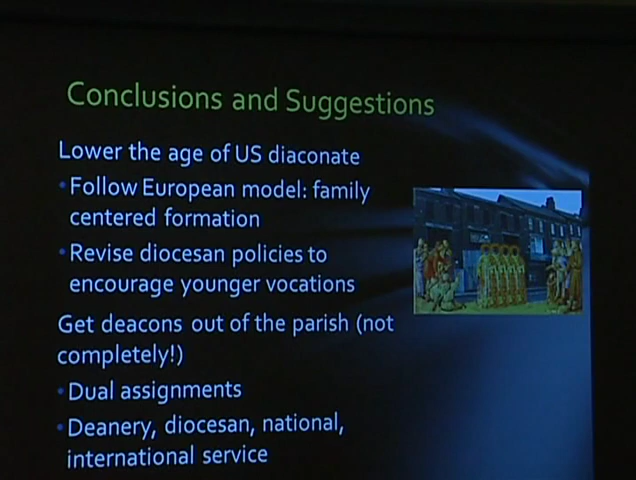 Conclusions and Suggestions
Lower the age of US diaconate
• Follow European model: family
centered formation
• Revise diocesan policies to
encourage younger vocations
Get deacons out of the parish (not
completely!)
• Dual assignments
• Deanery, diocesan, national,
international service